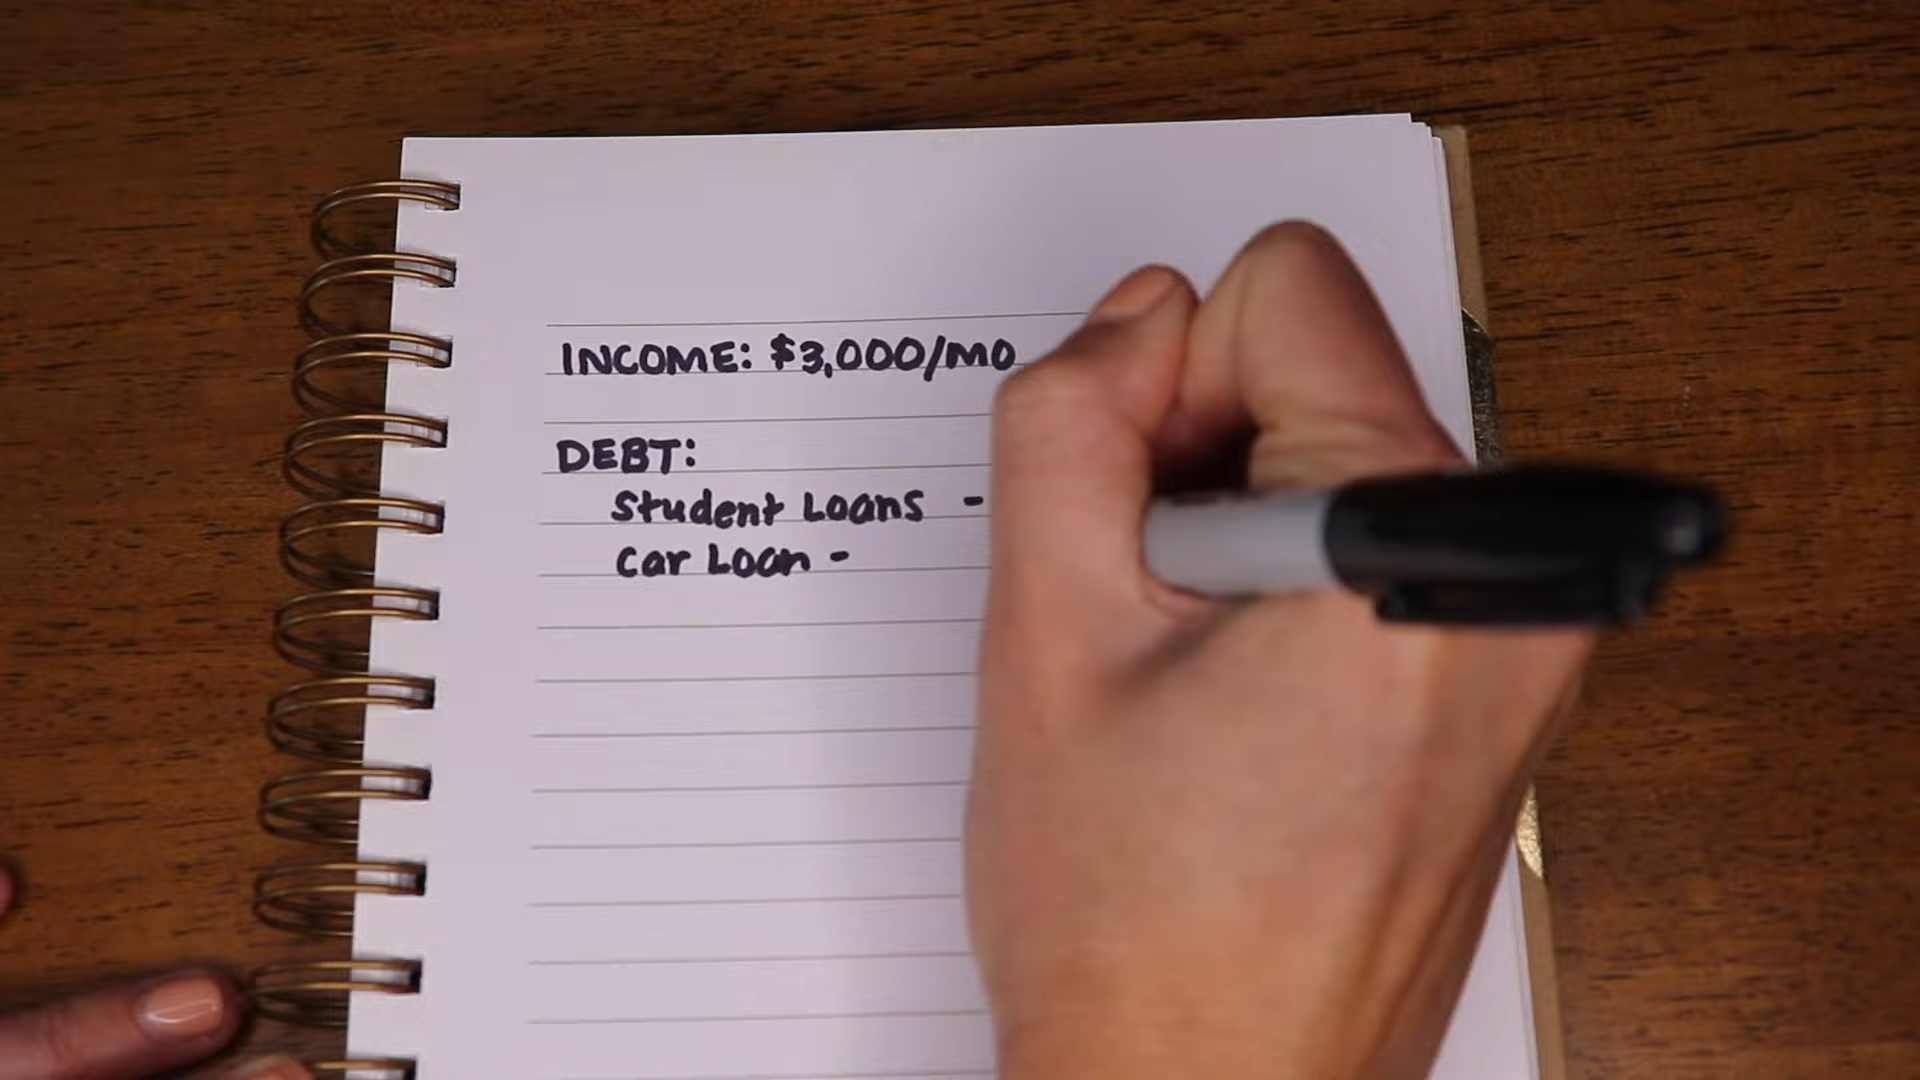 INCOME: $3,000/MO
DEBT:
Student Loans -
Car Loan -